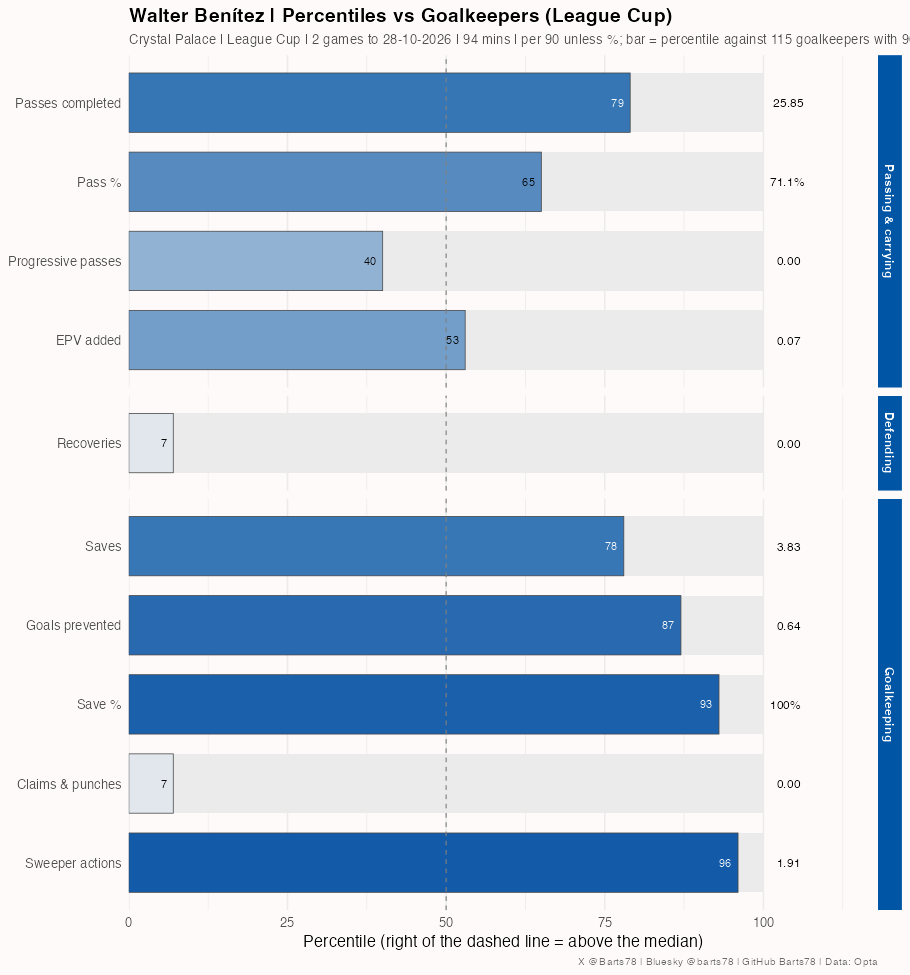 Walter Benítez | Percentiles vs Goalkeepers (League Cup)
Crystal Palace | League Cup | 2 games to 28-10-2026 | 94 mins | per 90 unless %; bar = percentile against 115 goalkeepers with
Passes completed 79 25.85
Pass % 65 71.1%
Progressive passes 40 0.00
EPV added 53 0.07
Passing & carrying
Recoveries 7 0.00
Defending
Saves 78 3.83
Goals prevented 87 0.64
Save % 93 100%
Claims & punches 7 0.00
Sweeper actions 96 1.91
Goalkeeping
0 25 50 75 100
Percentile (right of the dashed line = above the median)
X @Barts78 | Bluesky @barts78 | GitHub Barts78 | Data: Opta